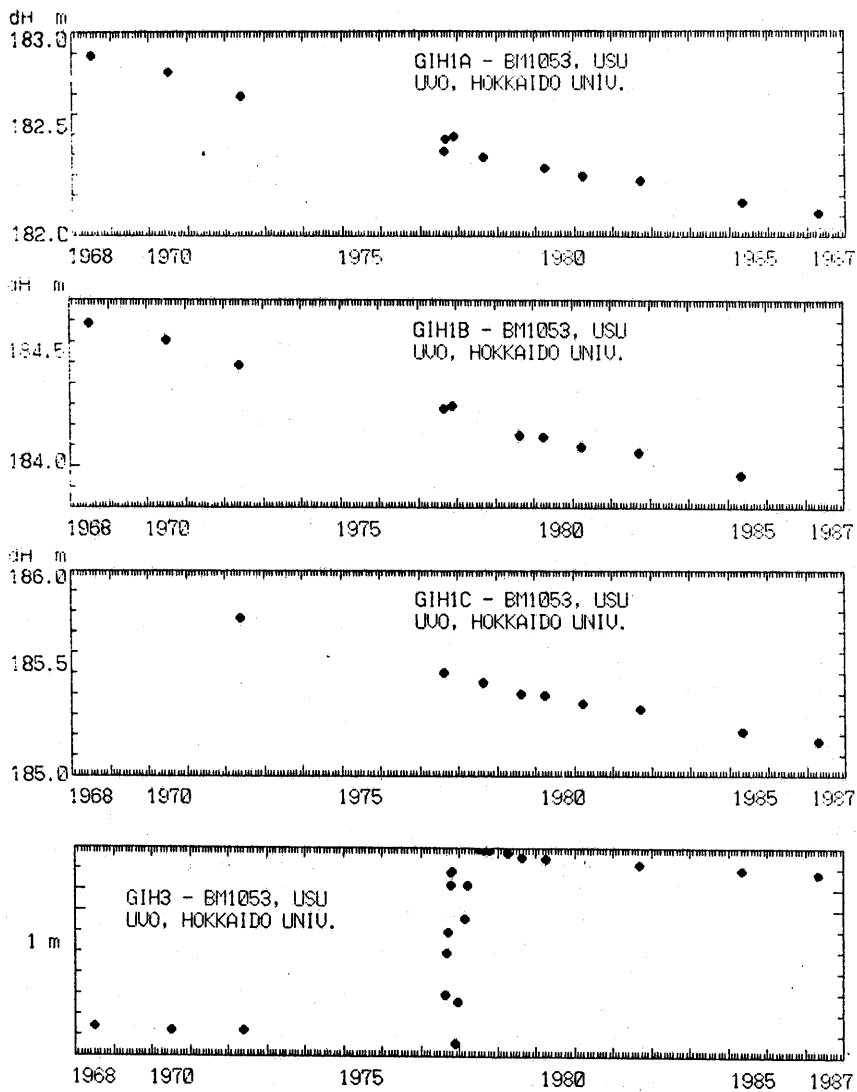 dH m
183.0
GIH1A - BM1053, USU
UVO, HOKKAIDO UNIV.
182.5
182.0
1968 1970 1975 1980 1985 1987
dH m
GIH1B - BM1053, USU
UVO, HOKKAIDO UNIV.
184.5
184.0
1968 1970 1975 1980 1985 1987
dH m
186.0
GIH1C - BM1053, USU
UVO, HOKKAIDO UNIV.
185.5
185.0
1968 1970 1975 1980 1985 1987
GIH3 - BM1053, USU
UVO, HOKKAIDO UNIV.
1 m
1968 1970 1975 1980 1985 1987